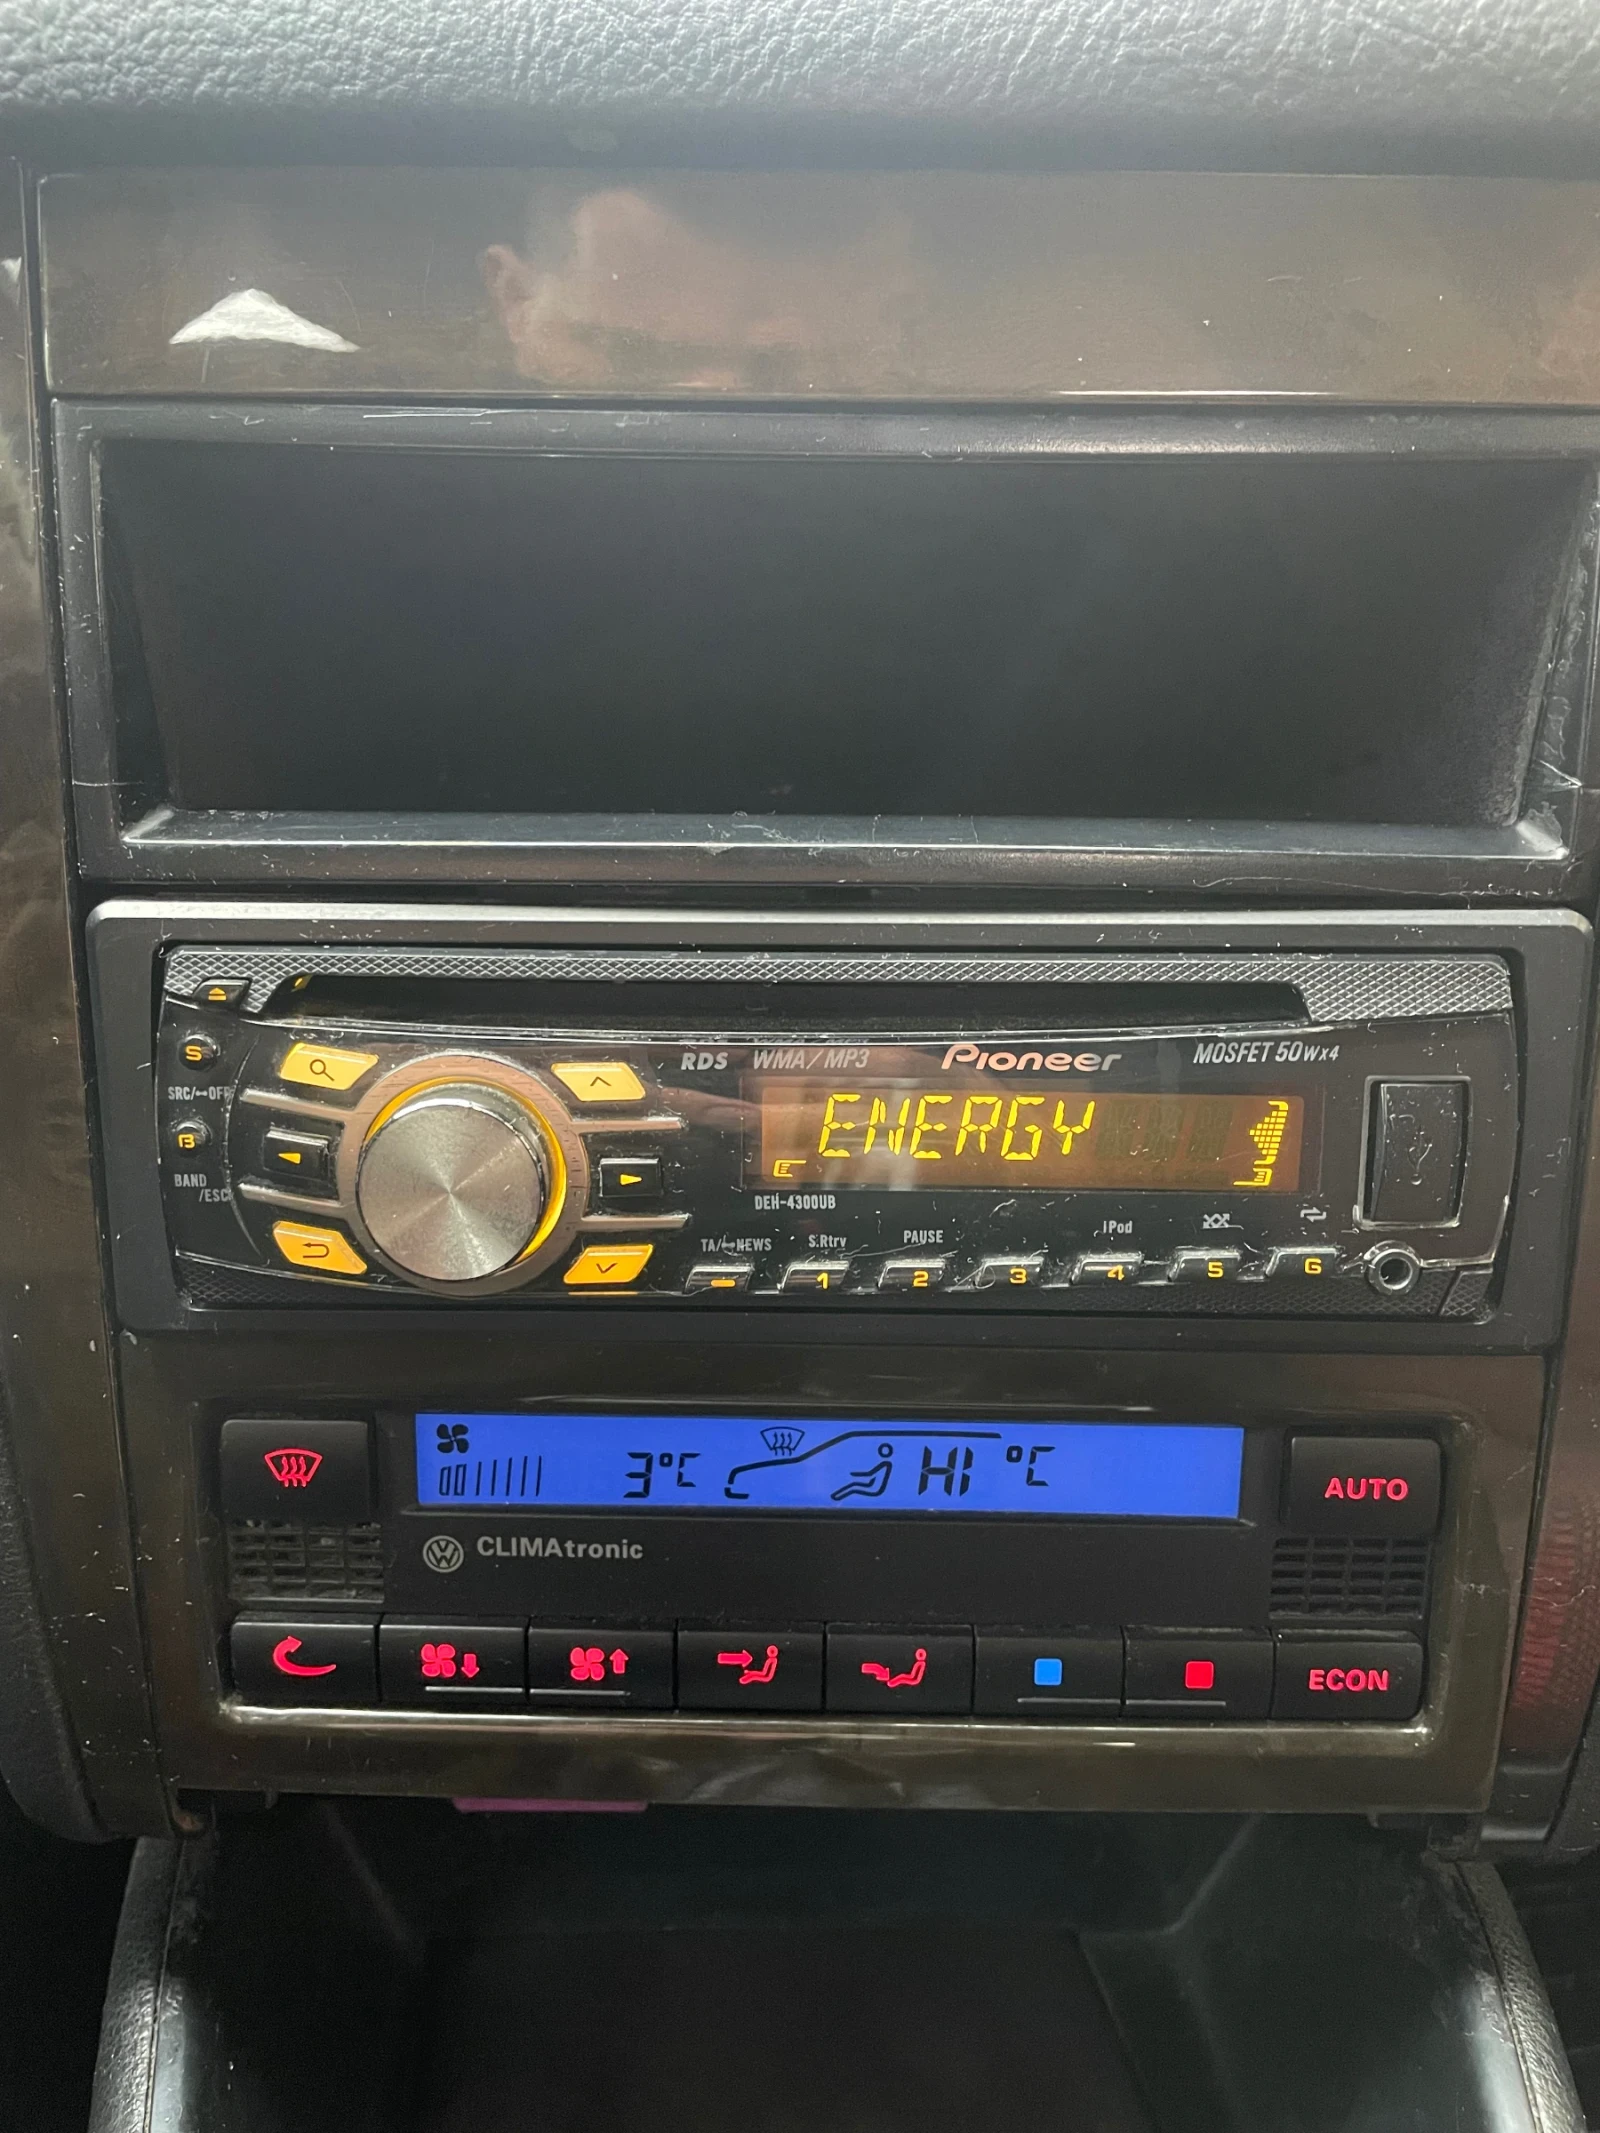 RDS WMA/MP3 Pioneer MOSFET 50Wx4
S
SRC/OFF
ENERGY
B
BAND
/ESC
DEH-4300UB
TA/NEWS S.Rtrv PAUSE iPod
1 2 3 4 5 6
3°C HI °C
AUTO
CLIMAtronic
ECON